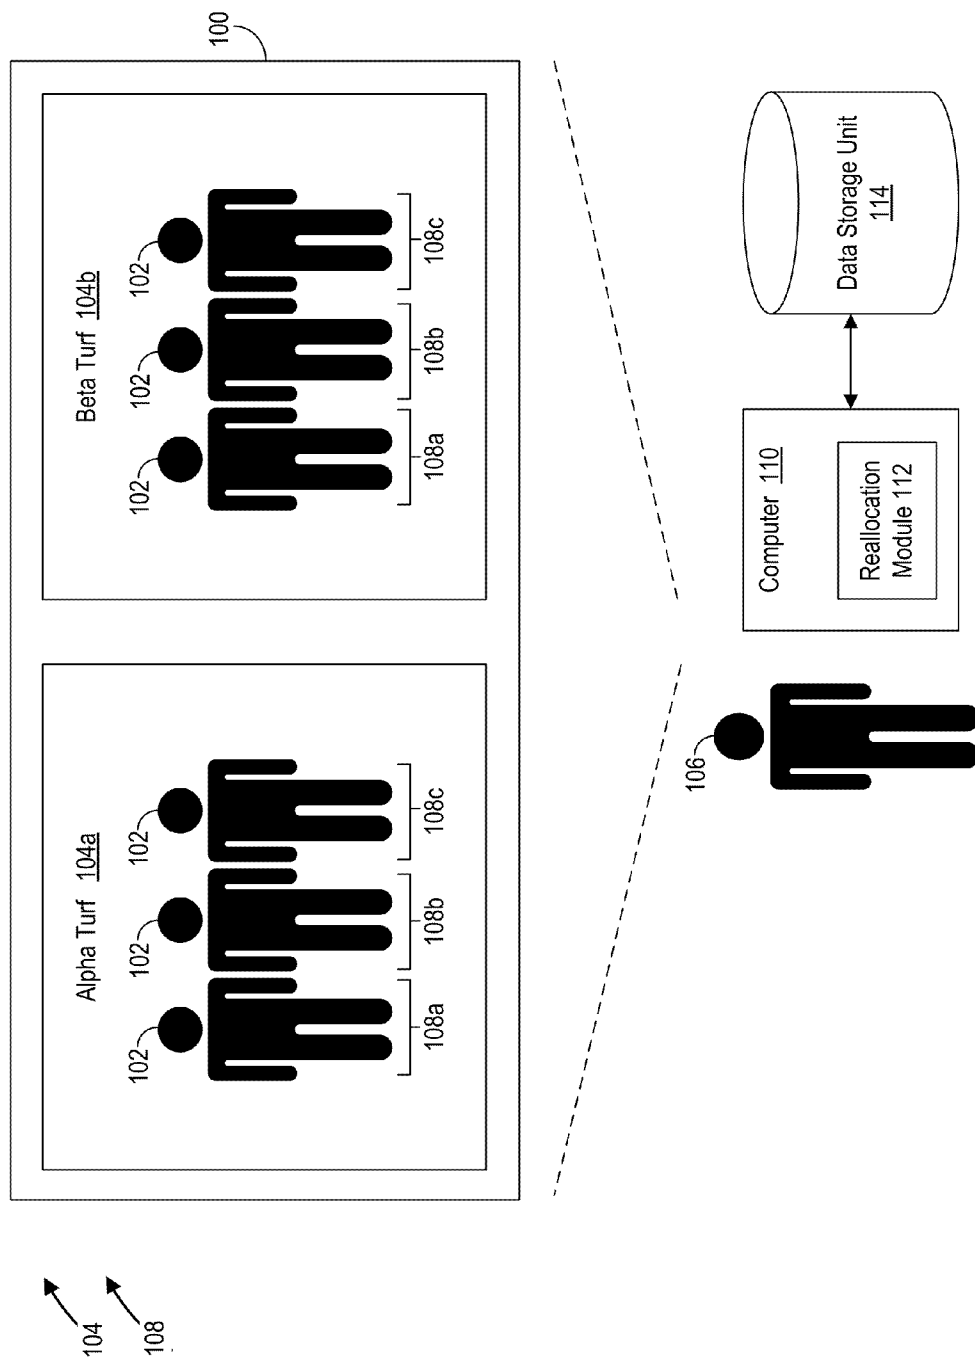 104
108
100
Alpha Turf 104a
102
102
102
108a
108b
108c
Beta Turf 104b
102
102
102
108a
108b
108c
106
Computer 110
Reallocation
Module 112
Data Storage Unit
114